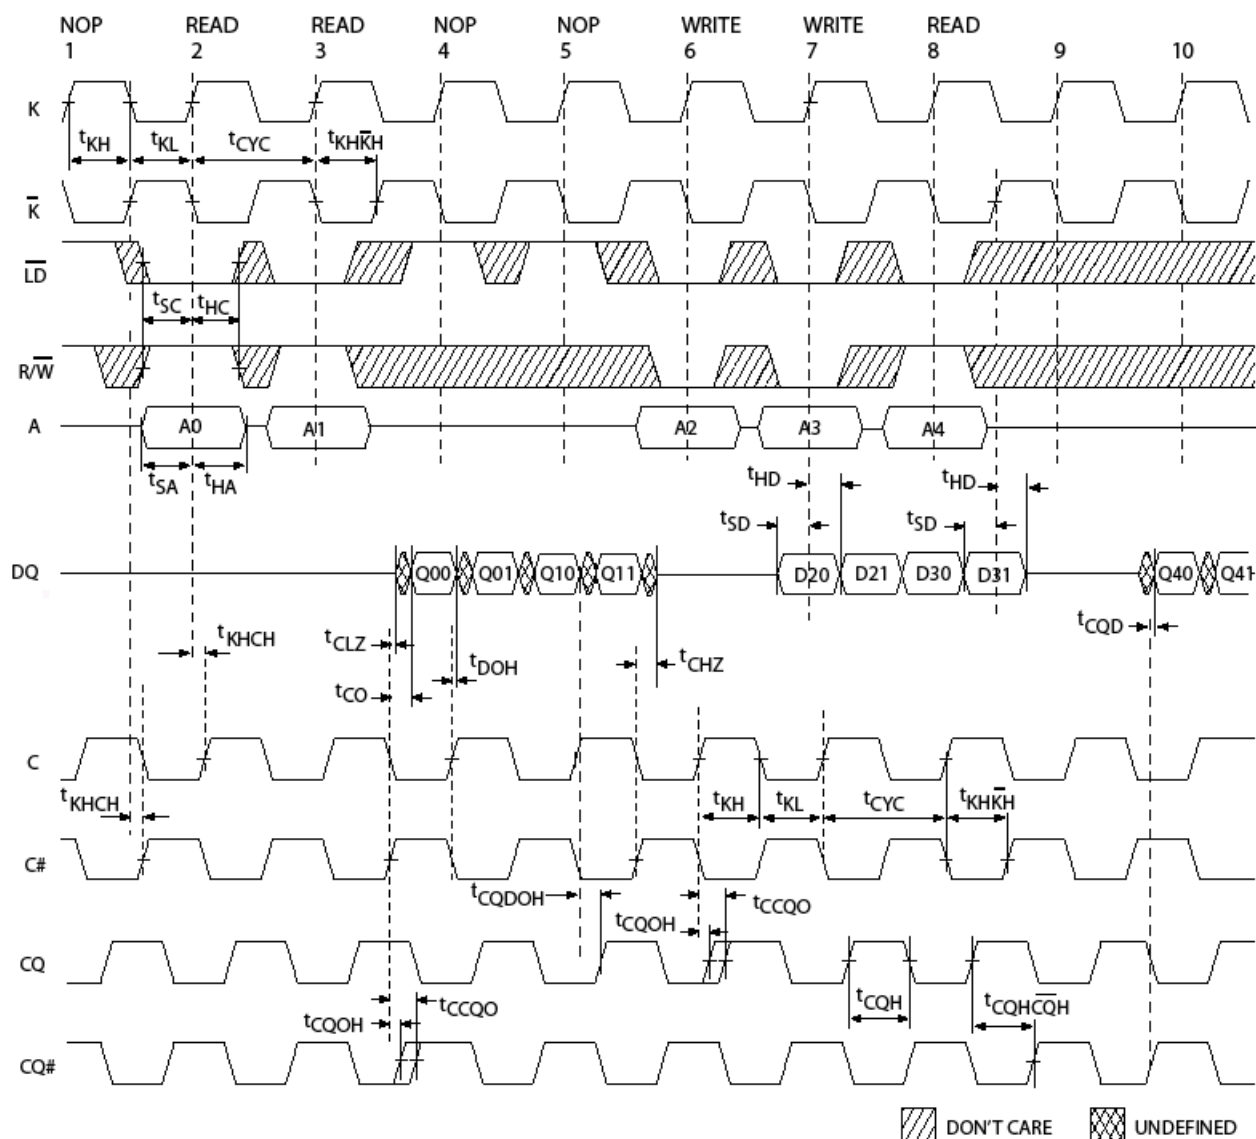 NOP READ READ NOP NOP WRITE WRITE READ
1 2 3 4 5 6 7 8 9 10
K
tKH tKL tCYC tKHK̅H
K̅
L̅D̅
tSC tHC
R/W̅
A A0 A1 A2 A3 A4
tSA tHA tHD tHD
tSD tSD
DQ Q00 Q01 Q10 Q11 D20 D21 D30 D31 Q40 Q41
tKHCH tCLZ tDOH tCHZ tCQD
tCO
C
tKHCH tKH tKL tCYC tKHK̅H
C#
tCQDOH tCQOH tCCQO
CQ
tCQOH tCCQO tCQH tCQHC̅Q̅H
CQ#
DON'T CARE UNDEFINED